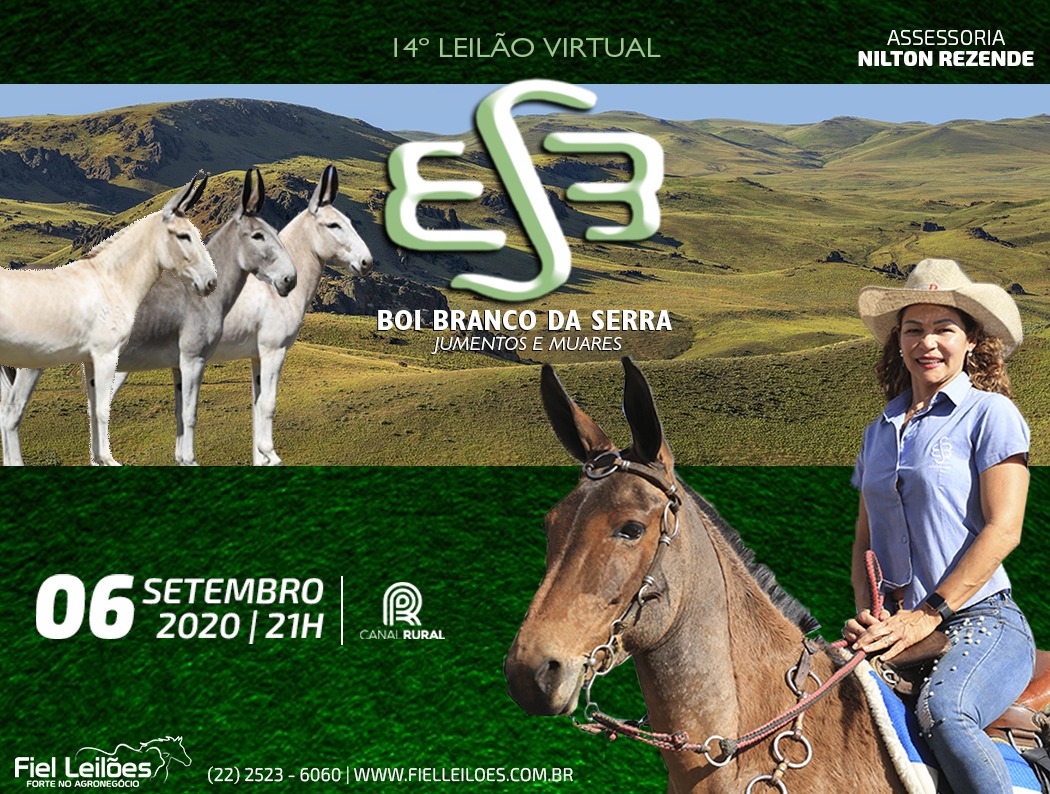 14º LEILÃO VIRTUAL
ASSESSORIA
NILTON REZENDE
BOI BRANCO DA SERRA
JUMENTOS E MUARES
06 SETEMBRO
2020 | 21H
CANAL RURAL
Fiel Leilões
FORTE NO AGRONEGÓCIO
(22) 2523 - 6060 | WWW.FIELLEILOES.COM.BR